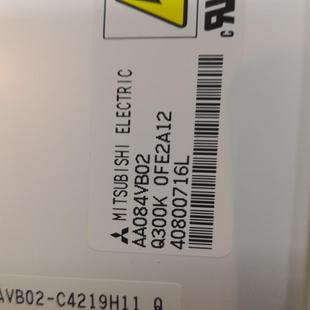 MITSUBISHI ELECTRIC
AA084VB02
Q300K 0FE2A12
40800716L
AVB02-C4219H11 Q